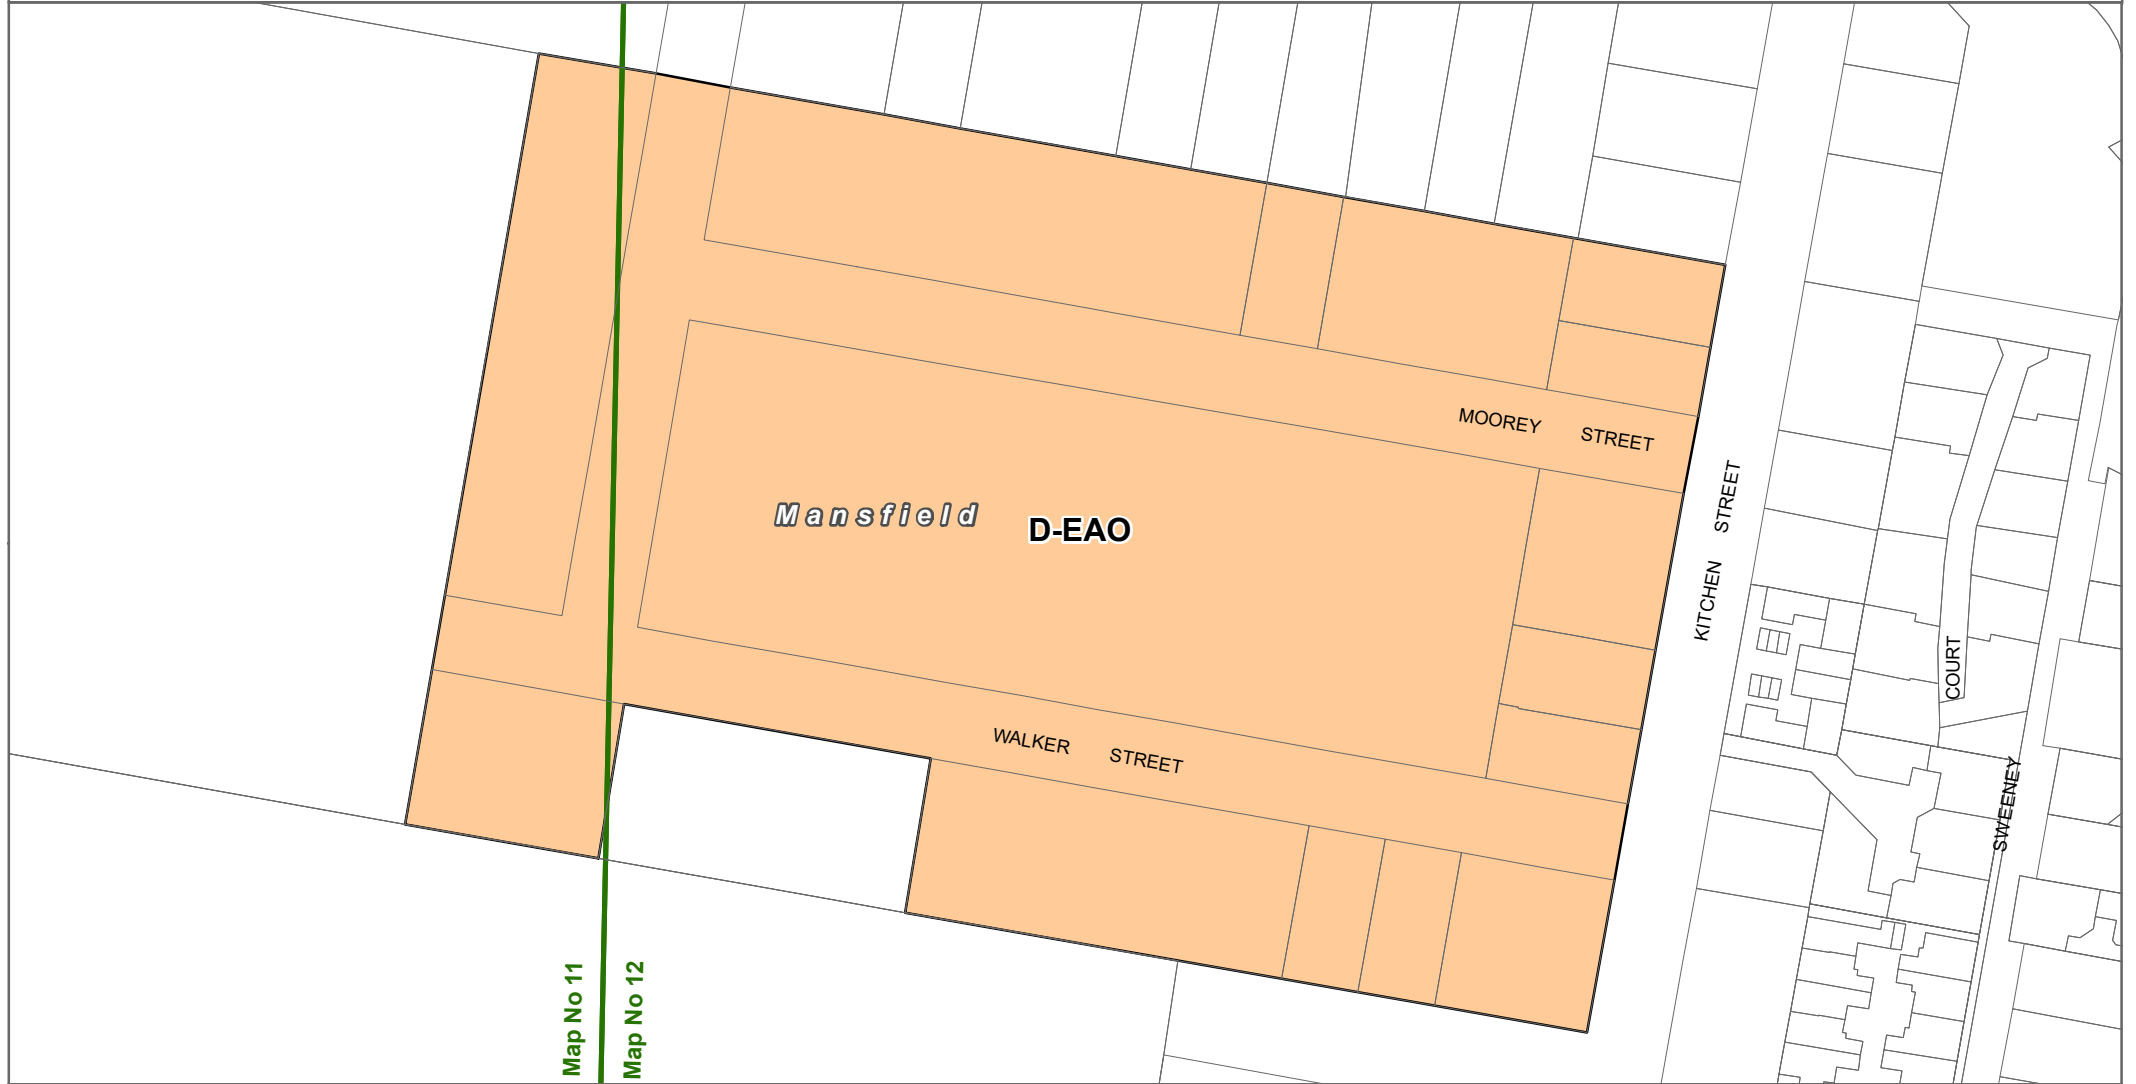 MOOREY STREET
KITCHEN STREET
Mansfield
D-EAO
WALKER STREET
COURT
SWEENEY
Map No 11
Map No 12